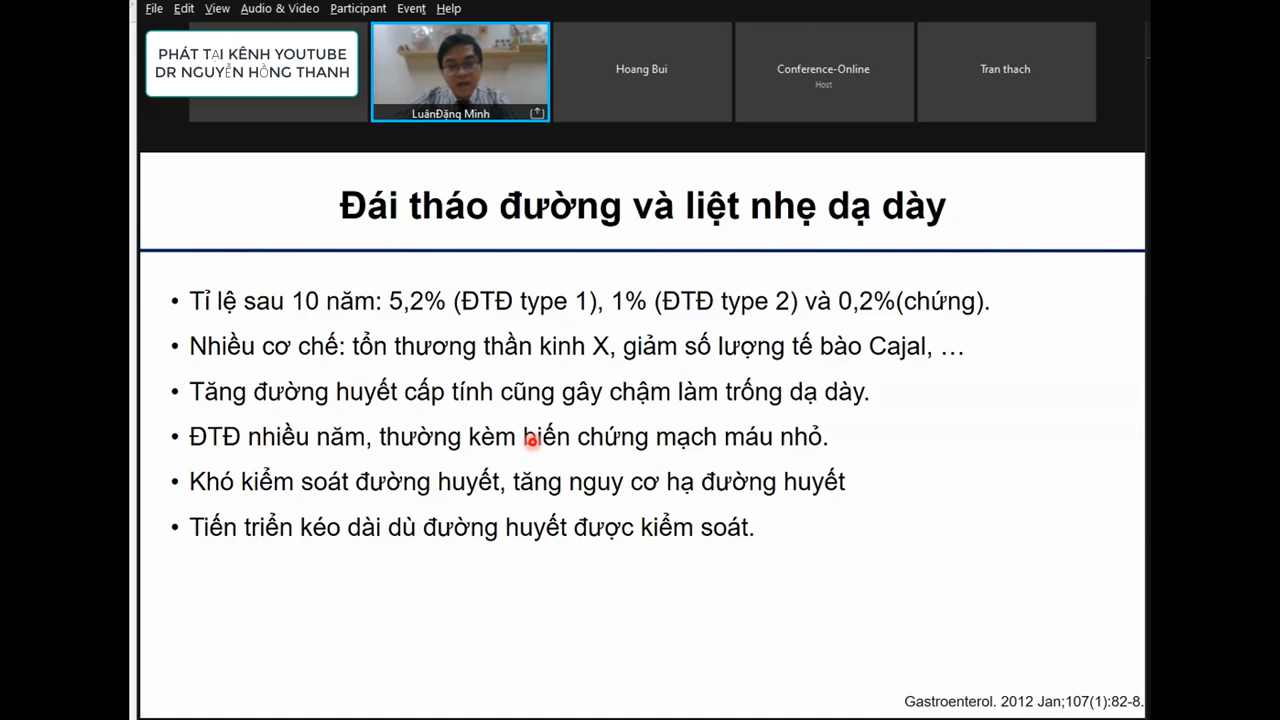 File Edit View Audio & Video Participant Event Help
PHÁT TẠI KÊNH YOUTUBE
DR NGUYỄN HỒNG THANH
LuânĐặng Minh
Hoang Bui
Conference-Online
Host
Tran thach
Đái tháo đường và liệt nhẹ dạ dày
• Tỉ lệ sau 10 năm: 5,2% (ĐTĐ type 1), 1% (ĐTĐ type 2) và 0,2%(chứng).
• Nhiều cơ chế: tổn thương thần kinh X, giảm số lượng tế bào Cajal, …
• Tăng đường huyết cấp tính cũng gây chậm làm trống dạ dày.
• ĐTĐ nhiều năm, thường kèm biến chứng mạch máu nhỏ.
• Khó kiểm soát đường huyết, tăng nguy cơ hạ đường huyết
• Tiến triển kéo dài dù đường huyết được kiểm soát.
Gastroenterol. 2012 Jan;107(1):82-8.